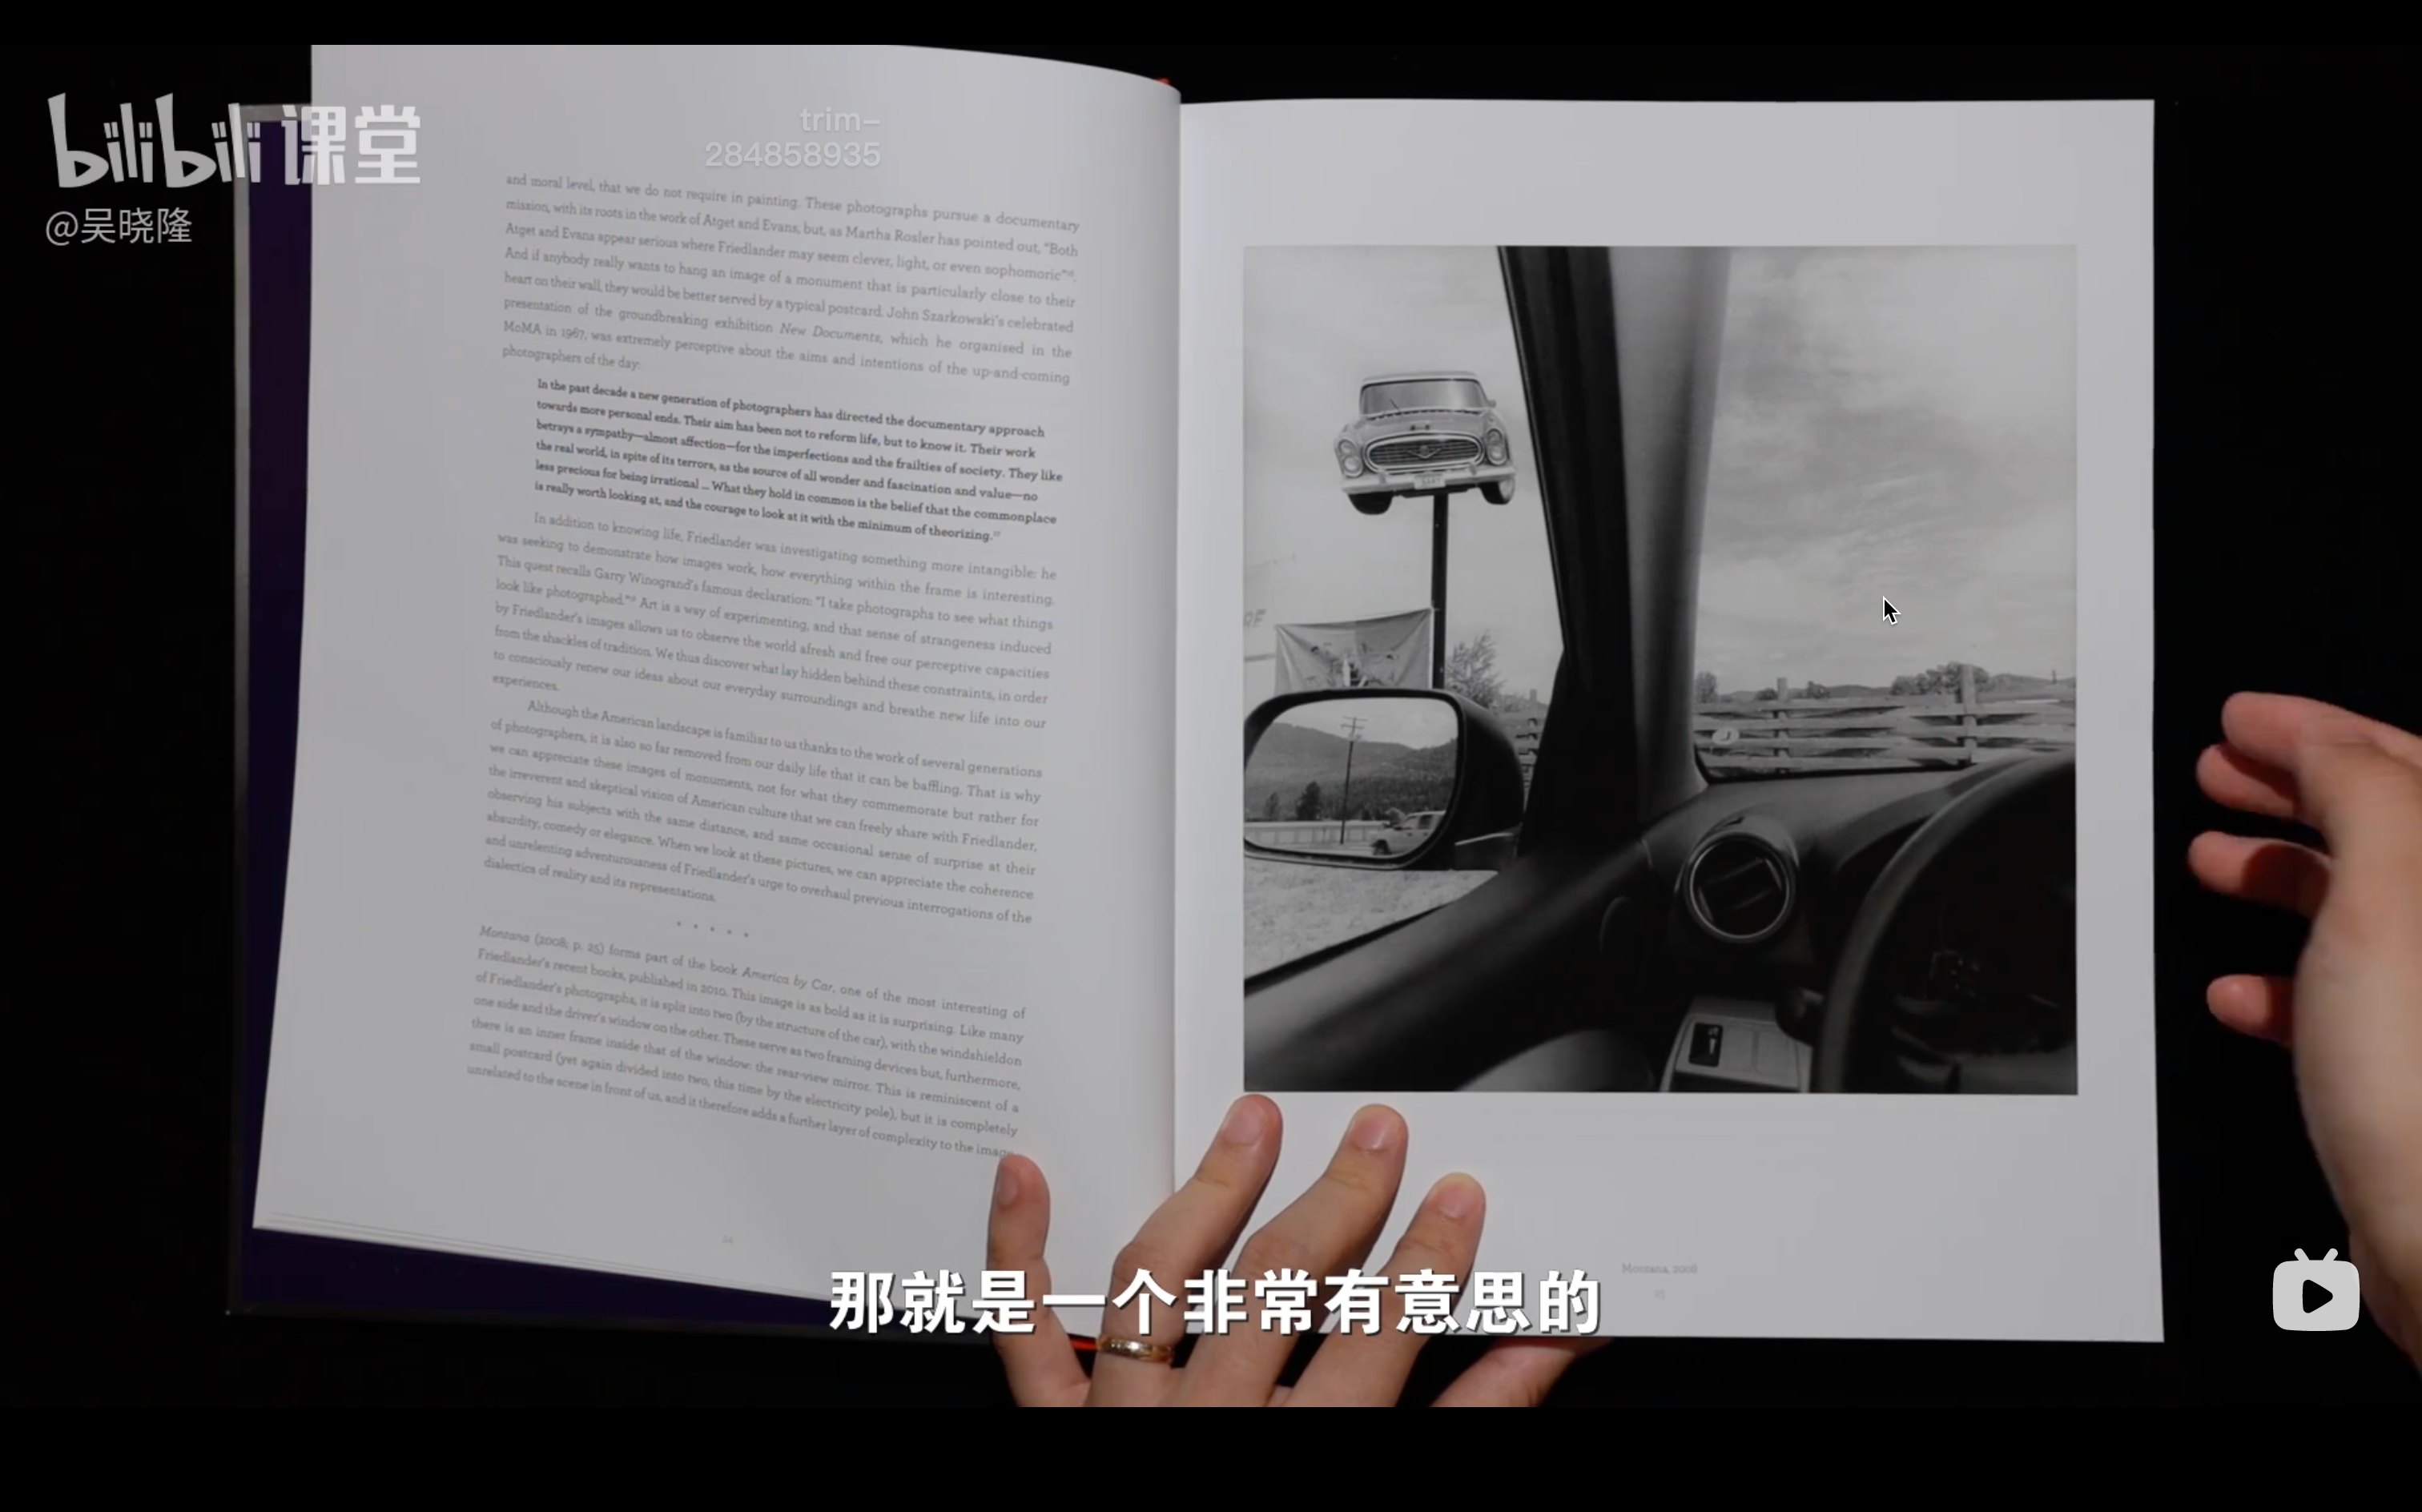 bilibili课堂
@吴晓隆
trim-
284858935
and moral level, that we do not require in painting. These photographs pursue a documentary
mission, with its roots in the work of Atget and Evans, but, as Martha Rosler has pointed out, "Both
Atget and Evans appear serious where Friedlander may seem clever, light, or even sophomoric"
And if anybody really wants to hang an image of a monument that is particularly close to their
heart on their wall, they would be better served by a typical postcard. John Szarkowski's celebrated
presentation of the groundbreaking exhibition New Documents, which he organised in the
MoMA in 1967, was extremely perceptive about the aims and intentions of the up-and-coming
photographers of the day:
In the past decade a new generation of photographers has directed the documentary approach
towards more personal ends. Their aim has been not to reform life, but to know it. Their work
betrays a sympathy—almost affection—for the imperfections and the frailties of society. They like
the real world, in spite of its terrors, as the source of all wonder and fascination and value—no
less precious for being irrational ... What they hold in common is the belief that the commonplace
is really worth looking at, and the courage to look at it with the minimum of theorizing.
In addition to knowing life, Friedlander was investigating something more intangible: he
was seeking to demonstrate how images work, how everything within the frame is interesting.
This quest recalls Garry Winogrand's famous declaration: "I take photographs to see what things
look like photographed." Art is a way of experimenting, and that sense of strangeness induced
by Friedlander's images allows us to observe the world afresh and free our perceptive capacities
from the shackles of tradition. We thus discover what lay hidden behind these constraints, in order
to consciously renew our ideas about our everyday surroundings and breathe new life into our
experiences.
Although the American landscape is familiar to us thanks to the work of several generations
of photographers, it is also so far removed from our daily life that it can be baffling. That is why
we can appreciate these images of monuments, not for what they commemorate but rather for
the irreverent and skeptical vision of American culture that we can freely share with Friedlander,
observing his subjects with the same distance, and same occasional sense of surprise at their
absurdity, comedy or elegance. When we look at these pictures, we can appreciate the coherence
and unrelenting adventurousness of Friedlander's urge to overhaul previous interrogations of the
dialectics of reality and its representations.
Montana (2008; p. 25) forms part of the book America by Car, one of the most interesting of
Friedlander's recent books, published in 2010. This image is as bold as it is surprising. Like many
of Friedlander's photographs, it is split into two (by the structure of the car), with the windshieldon
one side and the driver's window on the other. These serve as two framing devices but, furthermore,
there is an inner frame inside that of the window: the rear-view mirror. This is reminiscent of a
small postcard (yet again divided into two, this time by the electricity pole), but it is completely
unrelated to the scene in front of us, and it therefore adds a further layer of complexity to the image
24
Montana, 2008
那就是一个非常有意思的